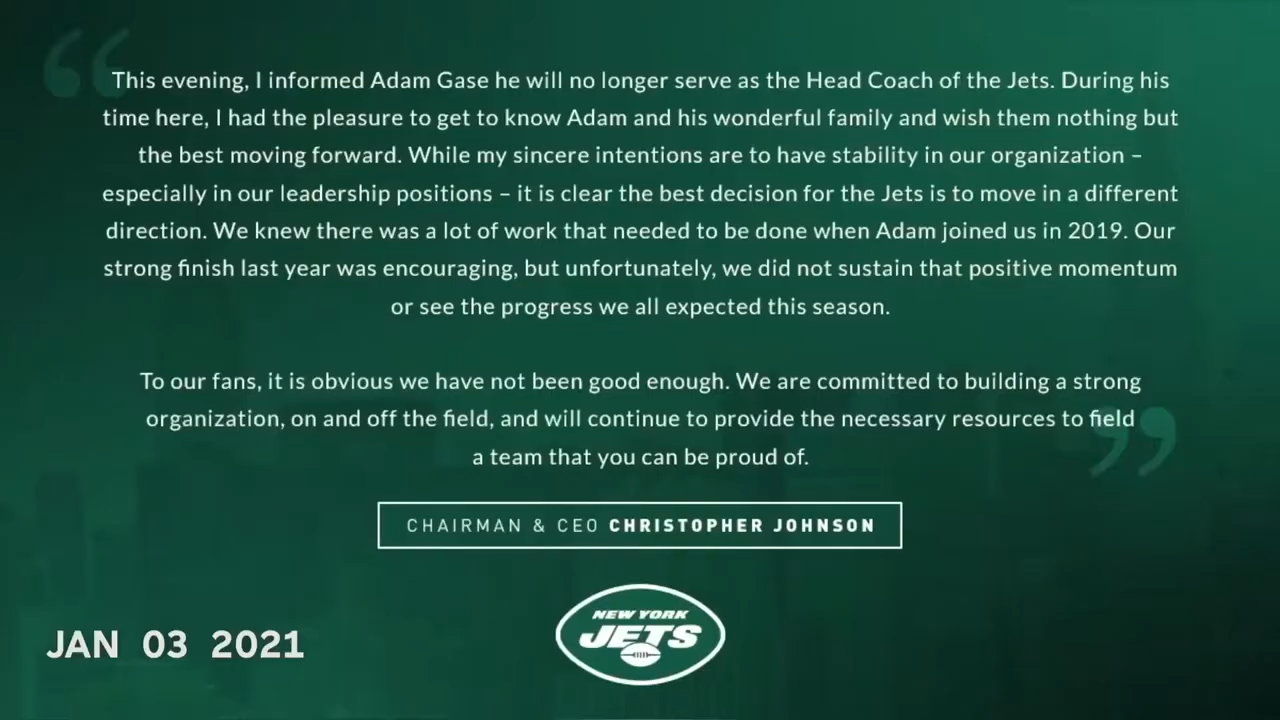 This evening, I informed Adam Gase he will no longer serve as the Head Coach of the Jets. During his
time here, I had the pleasure to get to know Adam and his wonderful family and wish them nothing but
the best moving forward. While my sincere intentions are to have stability in our organization –
especially in our leadership positions – it is clear the best decision for the Jets is to move in a different
direction. We knew there was a lot of work that needed to be done when Adam joined us in 2019. Our
strong finish last year was encouraging, but unfortunately, we did not sustain that positive momentum
or see the progress we all expected this season.
To our fans, it is obvious we have not been good enough. We are committed to building a strong
organization, on and off the field, and will continue to provide the necessary resources to field
a team that you can be proud of.
CHAIRMAN & CEO CHRISTOPHER JOHNSON
NEW YORK
JETS
JAN 03 2021